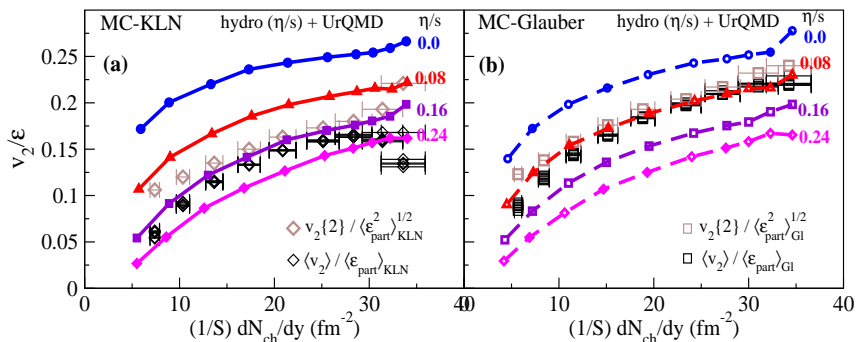 MC-KLN hydro (η/s) + UrQMD η/s
(a)
0.0
0.08
0.16
0.24
v₂{2} / ⟨ε²part⟩^1/2 KLN
⟨v₂⟩ / ⟨εpart⟩KLN
v₂/ε
0.25
0.2
0.15
0.1
0.05
0
0 10 20 30 40
(1/S) dNch/dy (fm⁻²)
MC-Glauber hydro (η/s) + UrQMD η/s
(b)
0.0
0.08
0.16
0.24
v₂{2} / ⟨ε²part⟩^1/2 Gl
⟨v₂⟩ / ⟨εpart⟩Gl
0 10 20 30 40
(1/S) dNch/dy (fm⁻²)